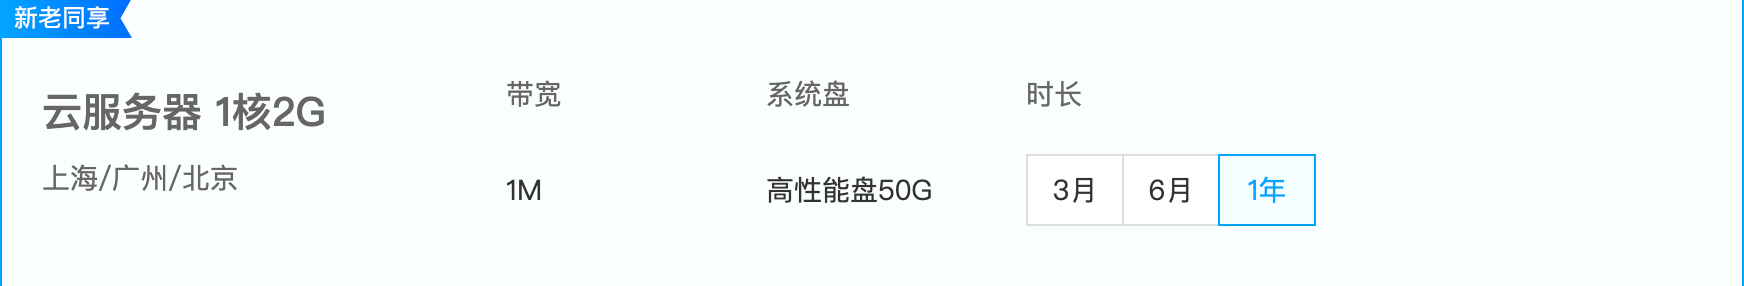 新老同享
云服务器 1核2G
上海/广州/北京
带宽
1M
系统盘
高性能盘50G
时长
3月
6月
1年